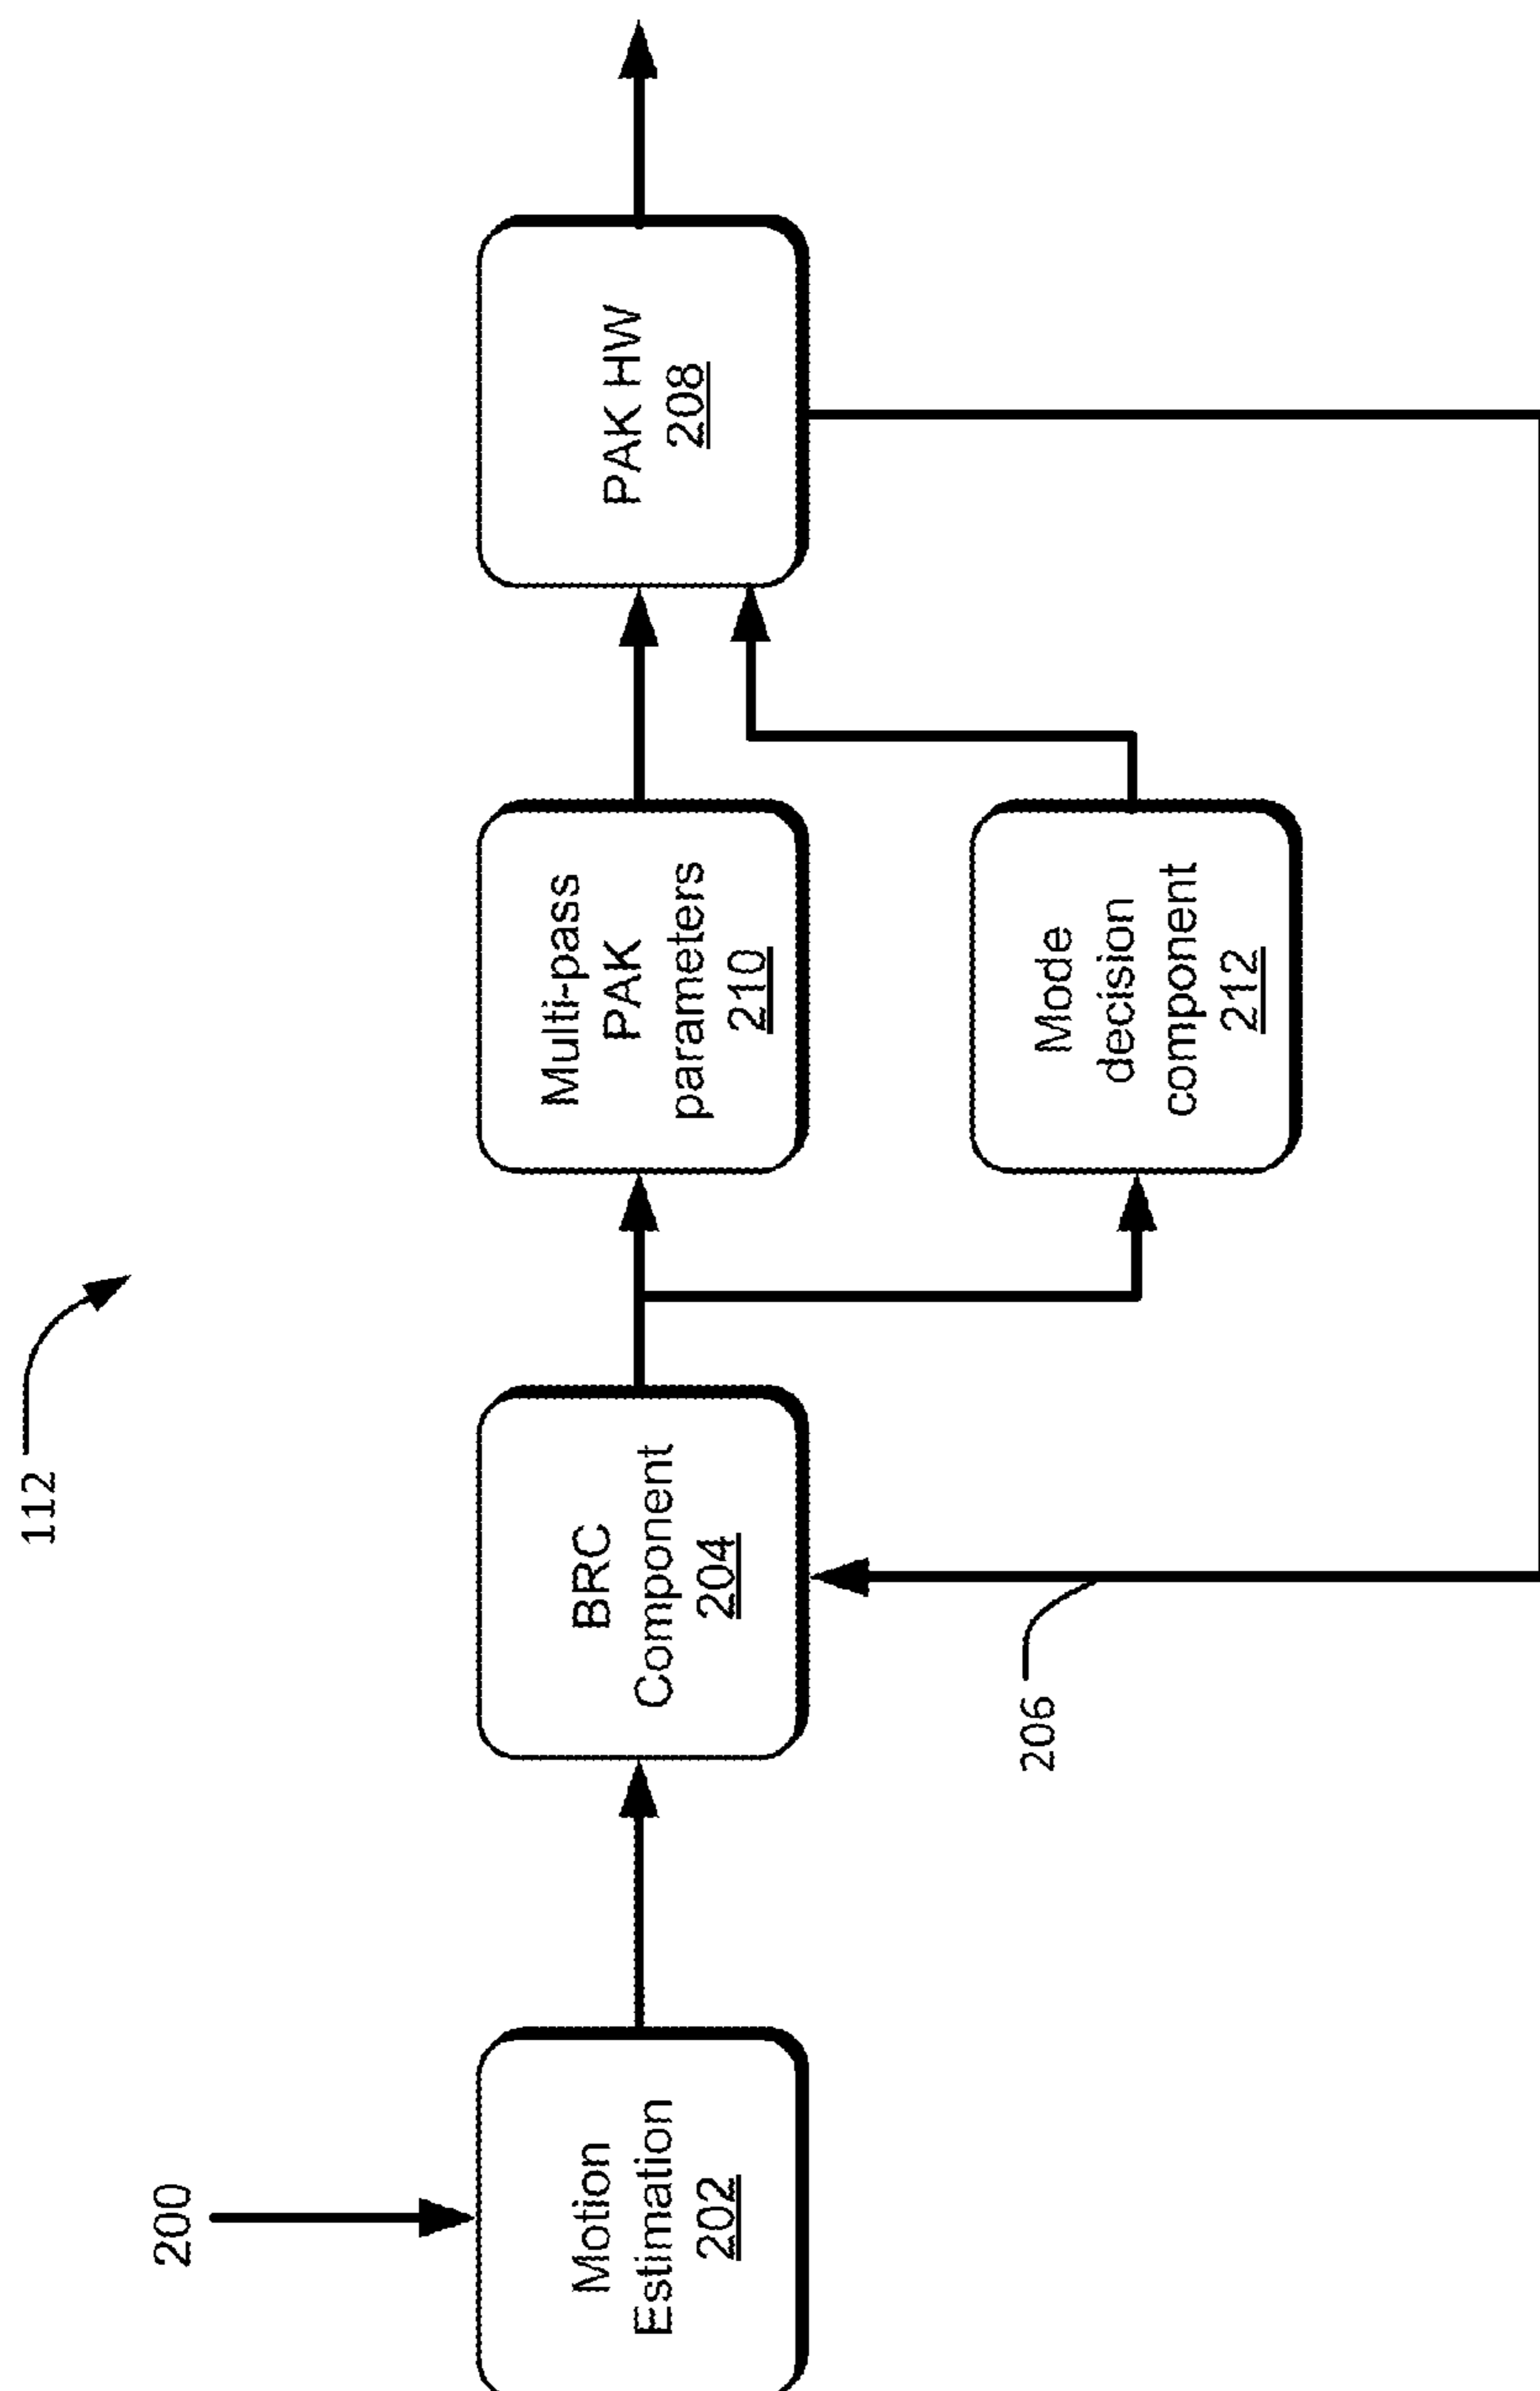 112
200
Motion
Estimation
202
BRC
Component
204
206
Multi-pass
PAK
parameters
210
Mode
decision
component
212
PAK HW
208